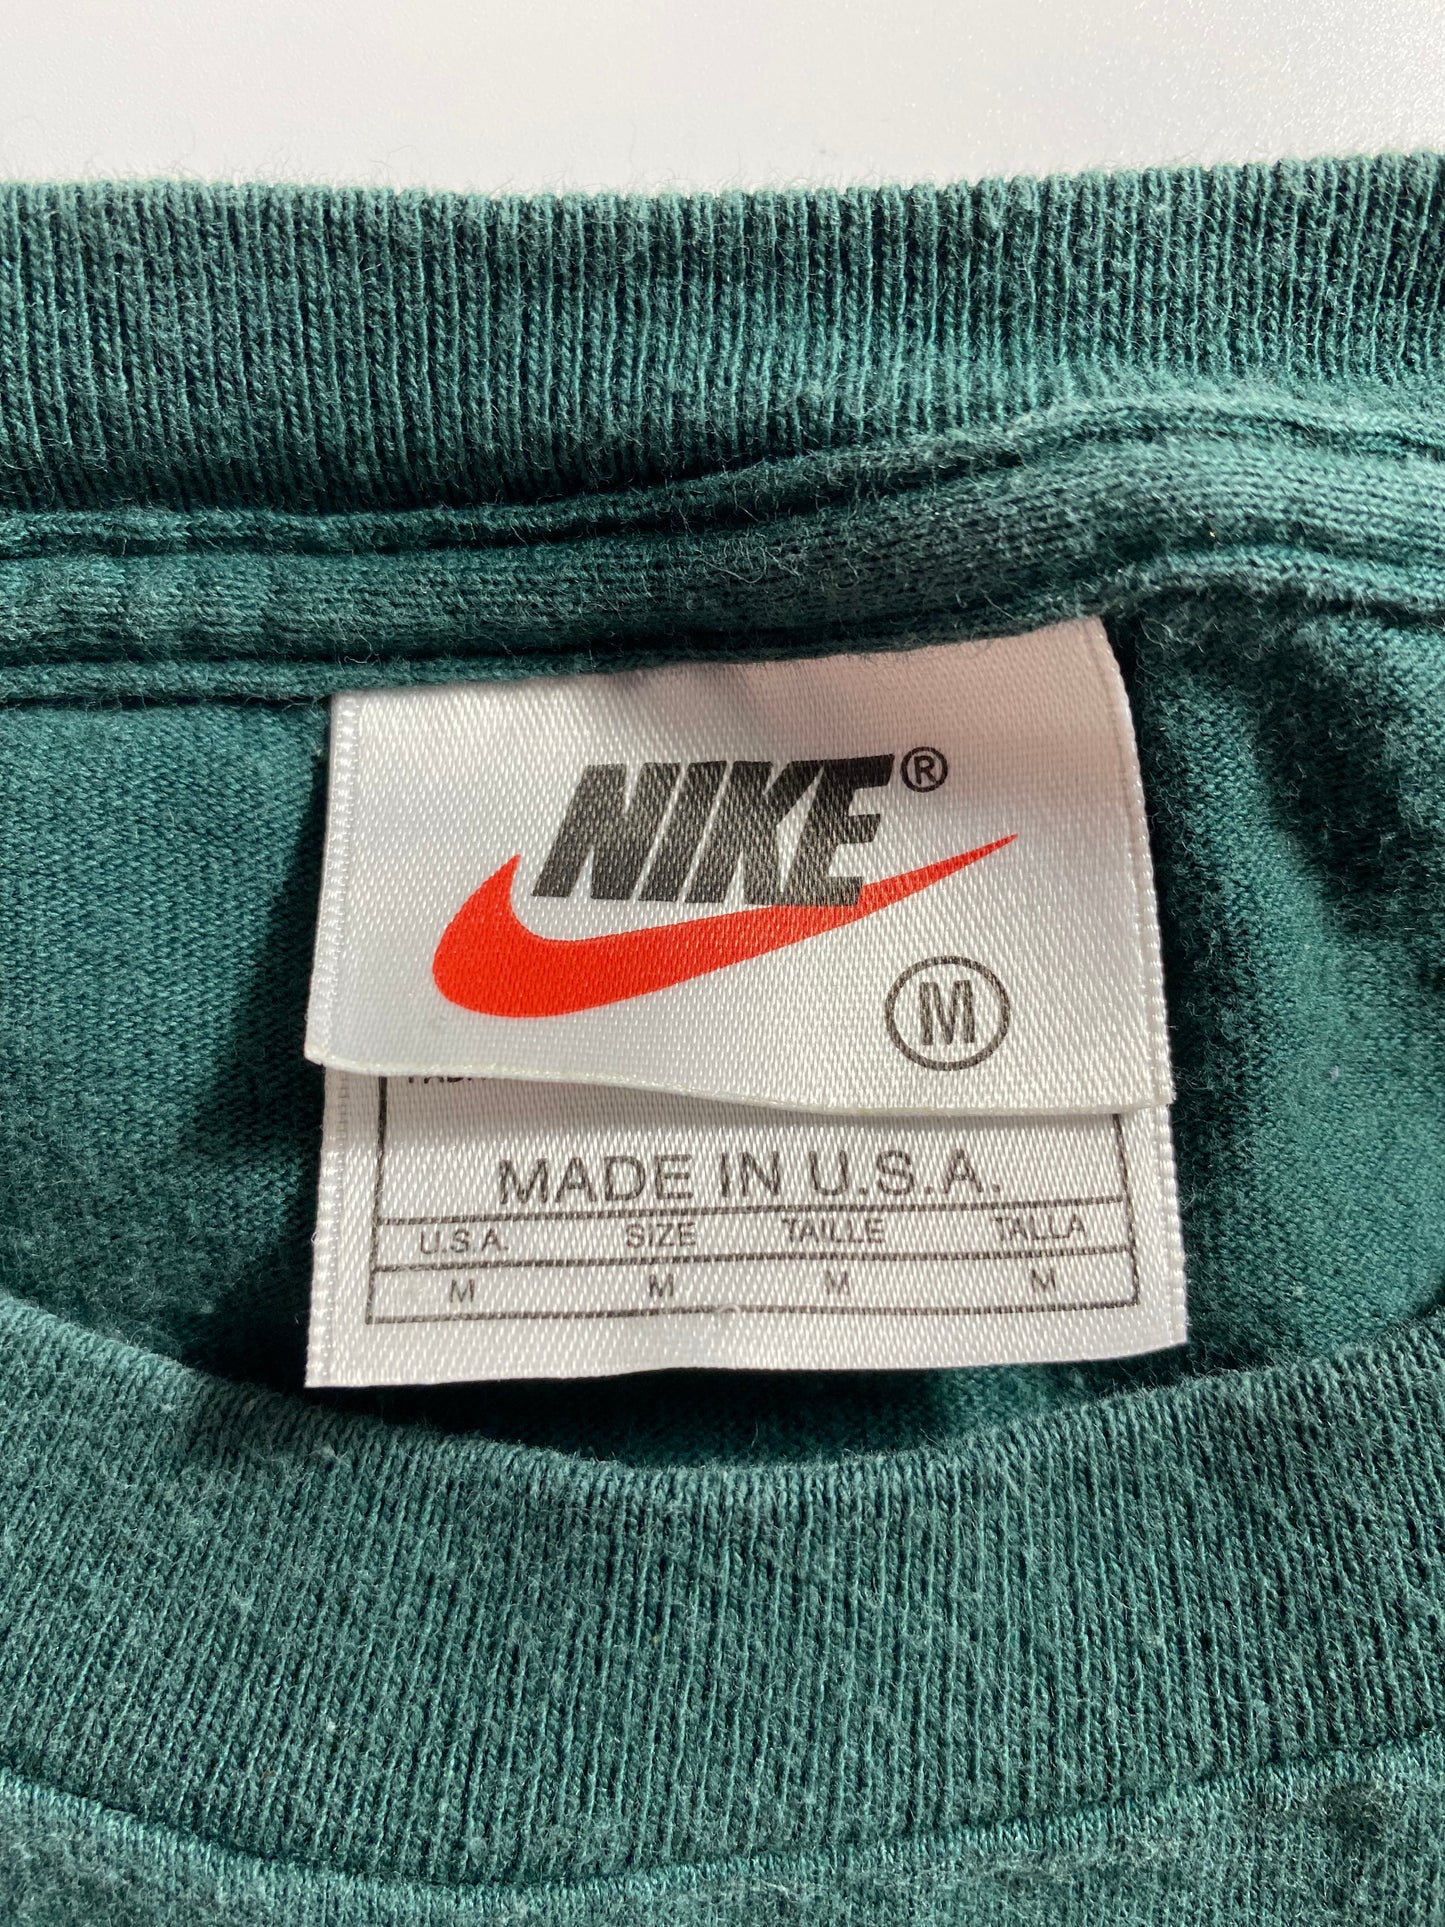 NIKE®
M
MADE IN U.S.A.
U.S.A. SIZE TAILLE TALLA
M M M M